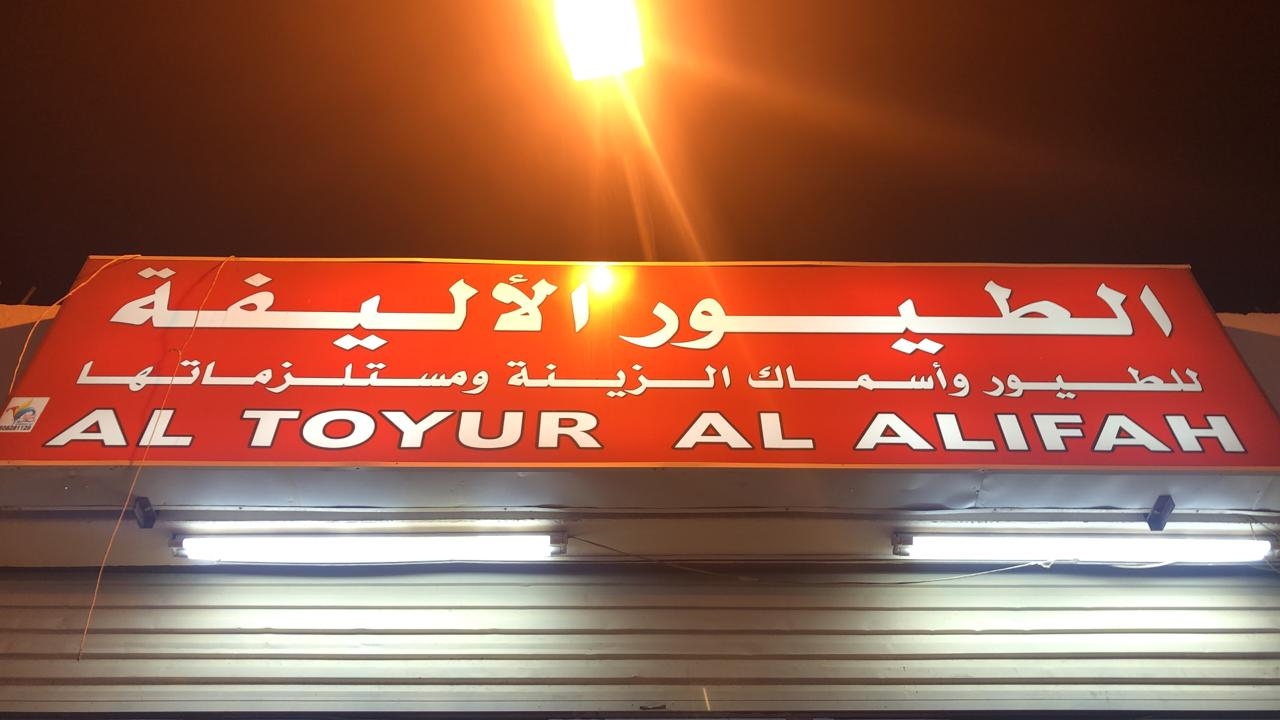 الطيور الأليفة
للطيور وأسماك الزينة ومستلزماتها
AL TOYUR AL ALIFAH